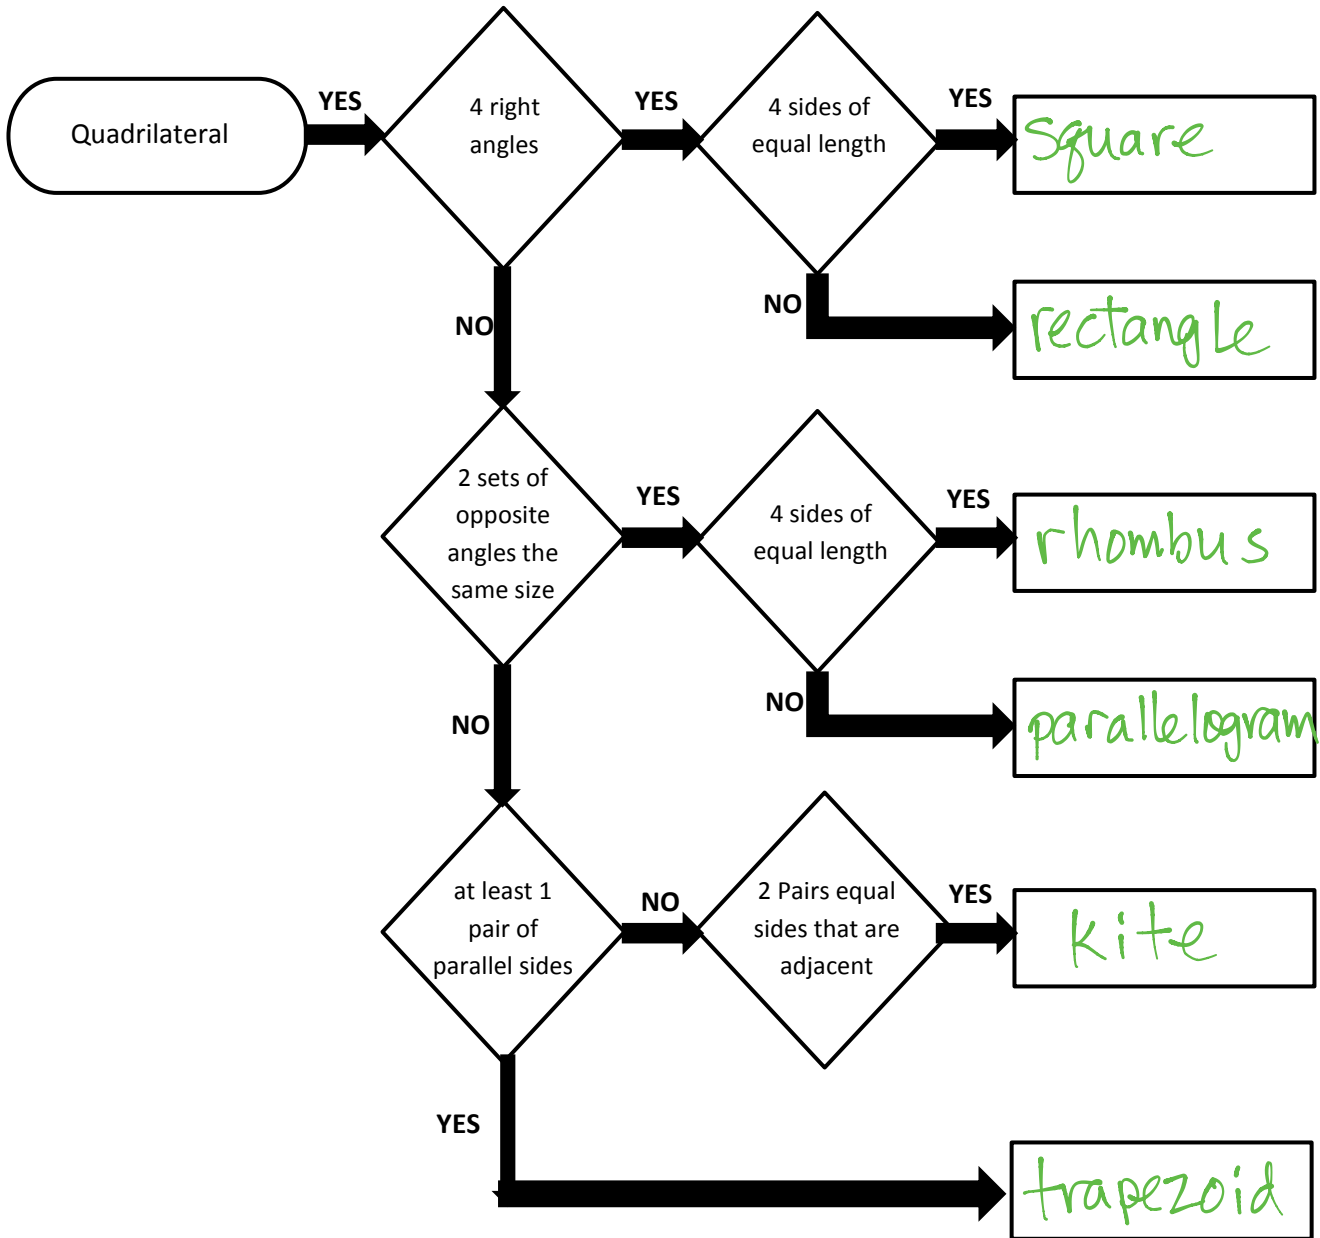 Quadrilateral
YES
4 right
angles
YES
4 sides of
equal length
YES
square
NO
NO
rectangle
2 sets of
opposite
angles the
same size
YES
4 sides of
equal length
YES
rhombus
NO
NO
parallelogram
at least 1
pair of
parallel sides
NO
2 Pairs equal
sides that are
adjacent
YES
kite
YES
trapezoid